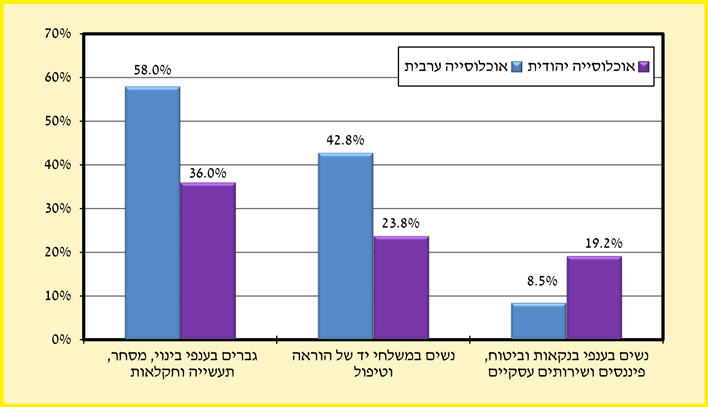 70%
60%
50%
40%
30%
20%
10%
0%
אוכלוסייה יהודית
אוכלוסייה ערבית
58.0%
36.0%
42.8%
23.8%
8.5%
19.2%
גברים בענפי בינוי, מסחר,
תעשייה וחקלאות
נשים במשלחי יד של הוראה
וטיפול
נשים בענפי בנקאות וביטוח,
פיננסים ושירותים עסקיים